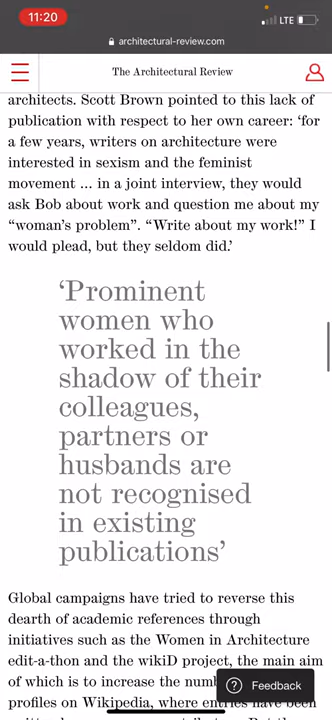 11:20
LTE
architectural-review.com
The Architectural Review
architects. Scott Brown pointed to this lack of
publication with respect to her own career: ‘for
a few years, writers on architecture were
interested in sexism and the feminist
movement ... in a joint interview, they would
ask Bob about work and question me about my
“woman’s problem”. “Write about my work!” I
would plead, but they seldom did.’
‘Prominent
women who
worked in the
shadow of their
colleagues,
partners or
husbands are
not recognised
in existing
publications’
Global campaigns have tried to reverse this
dearth of academic references through
initiatives such as the Women in Architecture
edit-a-thon and the wikiD project, the main aim
of which is to increase the
profiles on Wikipedia, where entries have been
Feedback